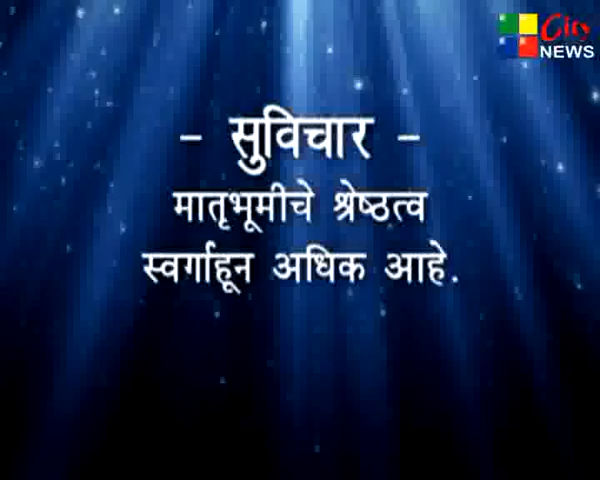 City
NEWS
- सुविचार -
मातृभूमीचे श्रेष्ठत्व
स्वर्गाहून अधिक आहे.